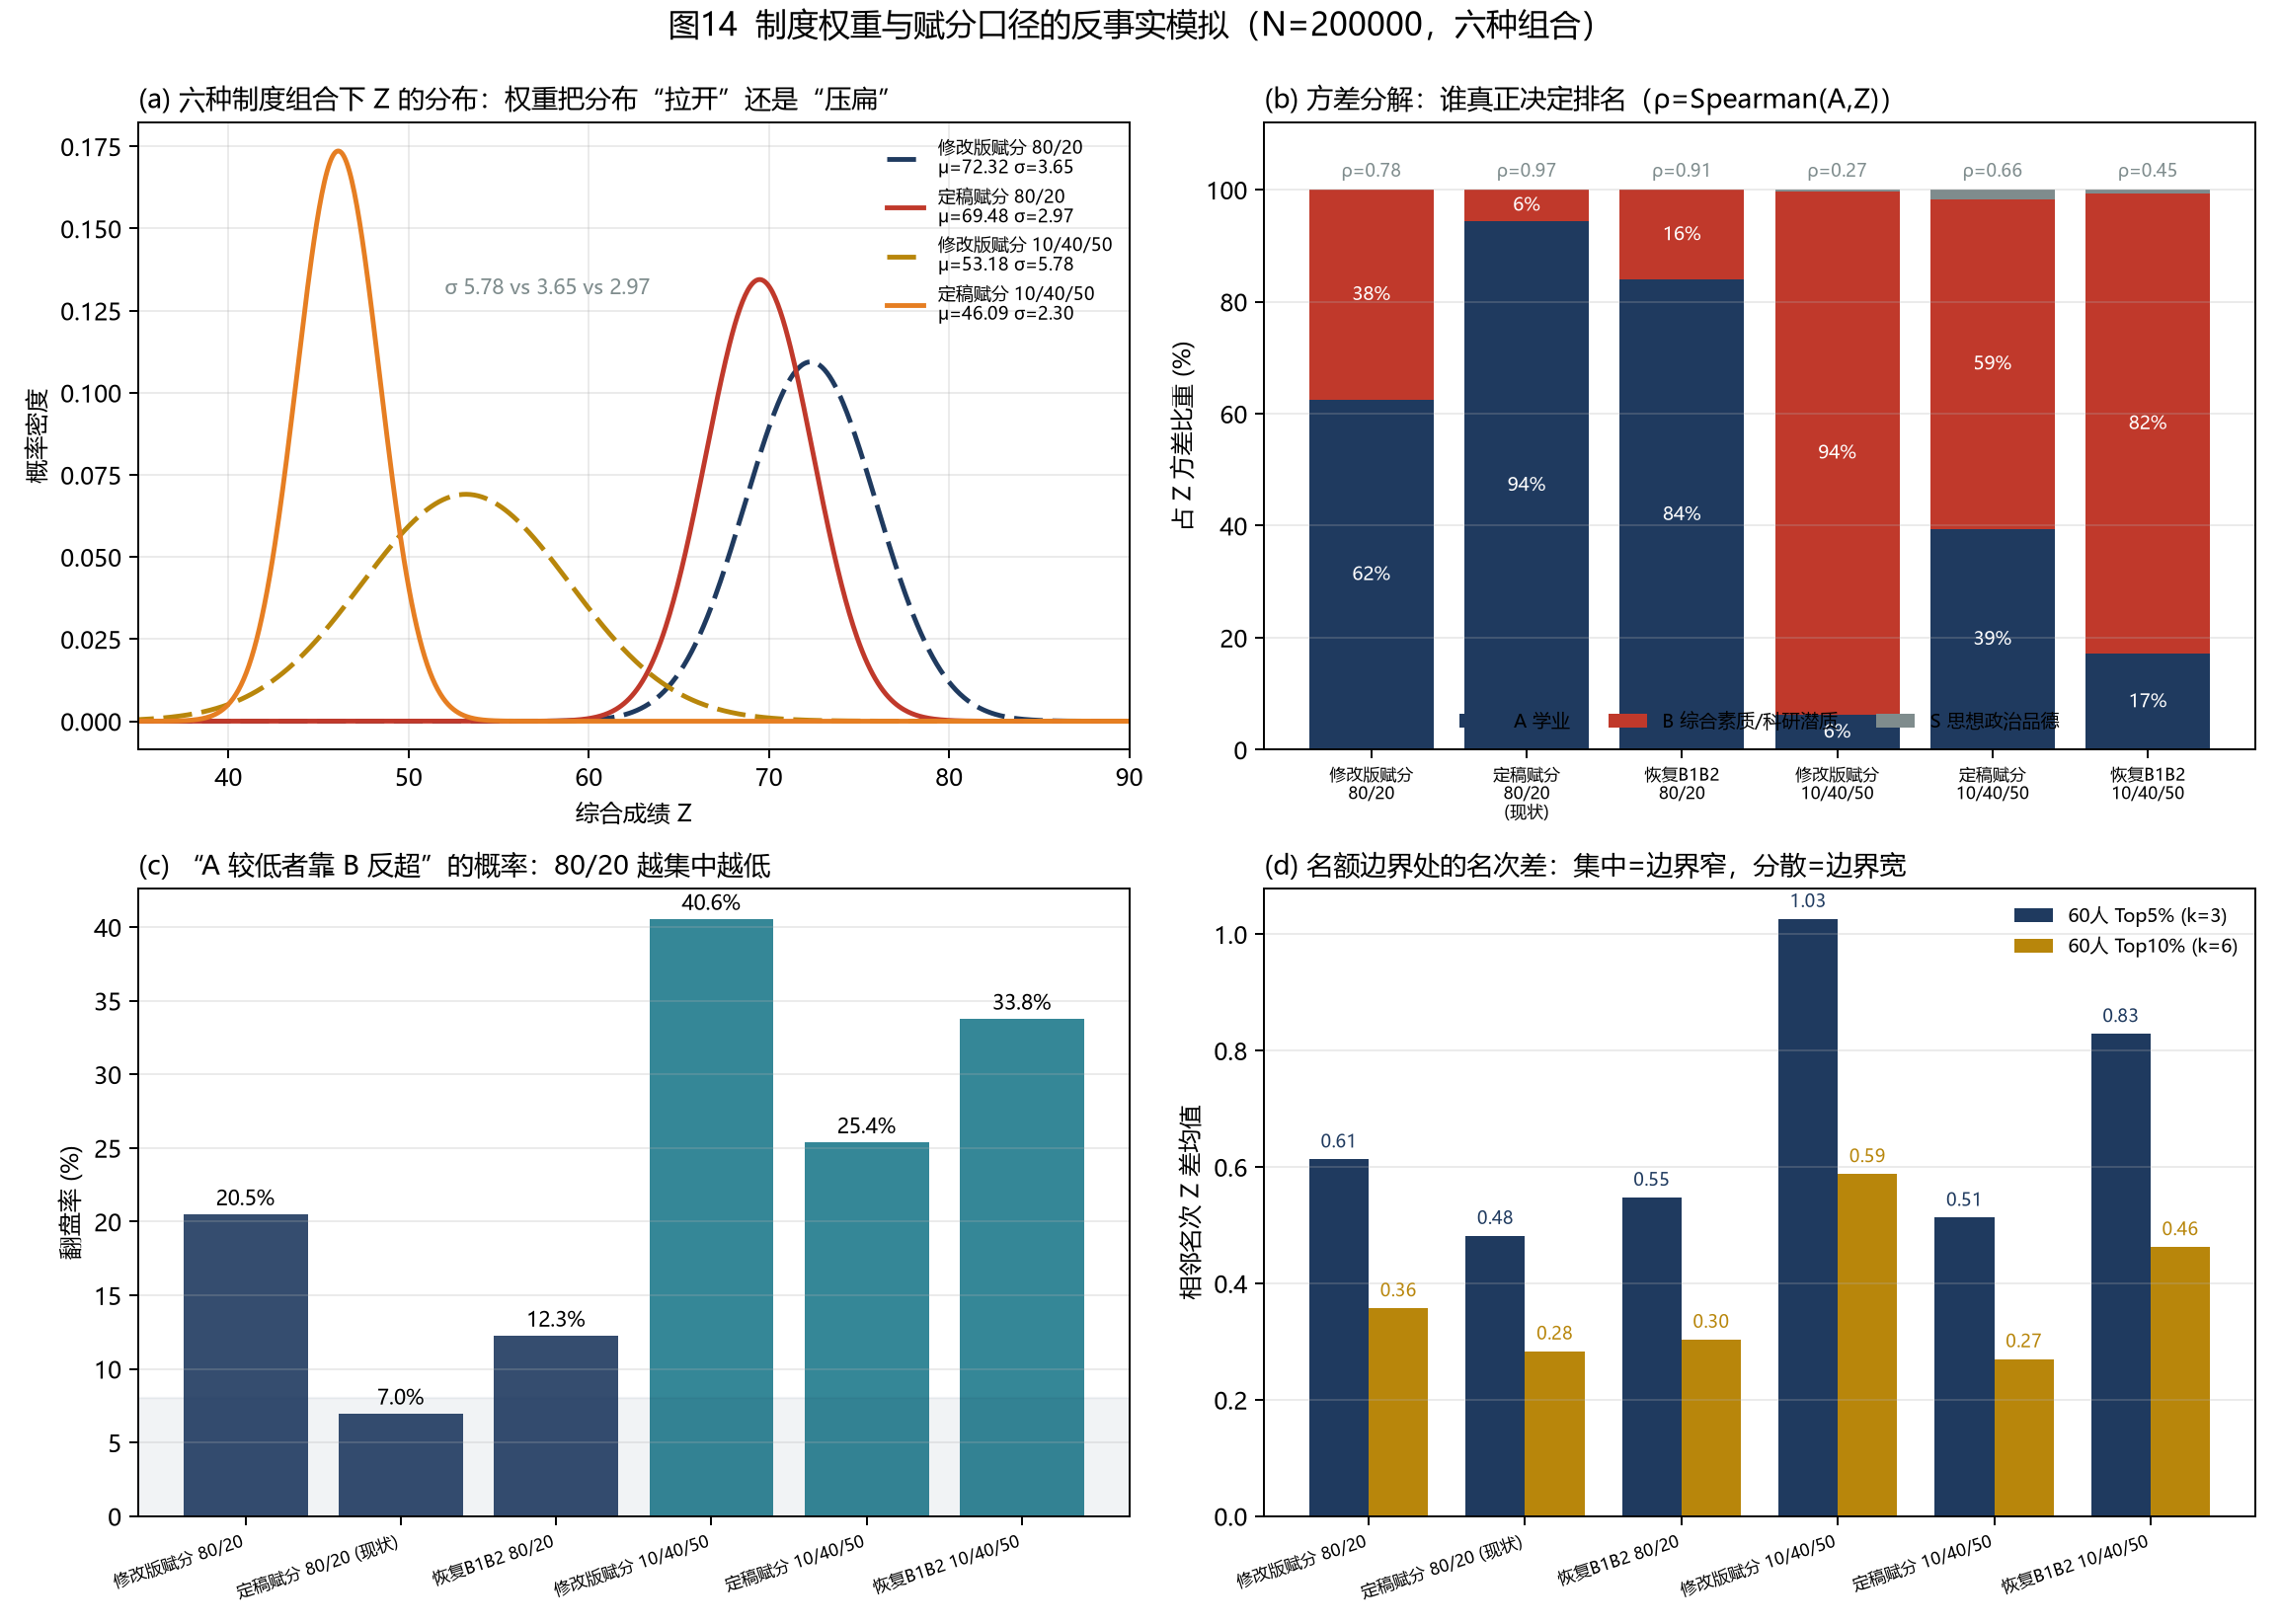 图14 制度权重与赋分口径的反事实模拟（N=200000，六种组合）
(a) 六种制度组合下 Z 的分布：权重把分布“拉开”还是“压扁”
概率密度
0.175
0.150
0.125
0.100
0.075
0.050
0.025
0.000
σ 5.78 vs 3.65 vs 2.97
修改版赋分 80/20
μ=72.32 σ=3.65
定稿赋分 80/20
μ=69.48 σ=2.97
修改版赋分 10/40/50
μ=53.18 σ=5.78
定稿赋分 10/40/50
μ=46.09 σ=2.30
40 50 60 70 80 90
综合成绩 Z
(b) 方差分解：谁真正决定排名（ρ=Spearman(A,Z)）
占 Z 方差比重 (%)
100
80
60
40
20
0
ρ=0.78 ρ=0.97 ρ=0.91 ρ=0.27 ρ=0.66 ρ=0.45
38% 6% 16% 94% 59% 82%
62% 94% 84% 6% 39% 17%
A 学业 B 综合素质/科研潜质 S 思想政治品德
修改版赋分
80/20
定稿赋分
80/20
(现状)
恢复B1B2
80/20
修改版赋分
10/40/50
定稿赋分
10/40/50
恢复B1B2
10/40/50
(c) “A 较低者靠 B 反超”的概率：80/20 越集中越低
翻盘率 (%)
40
35
30
25
20
15
10
5
0
20.5% 7.0% 12.3% 40.6% 25.4% 33.8%
修改版赋分 80/20
定稿赋分 80/20 (现状)
恢复B1B2 80/20
修改版赋分 10/40/50
定稿赋分 10/40/50
恢复B1B2 10/40/50
(d) 名额边界处的名次差：集中=边界窄，分散=边界宽
相邻名次 Z 差均值
1.0
0.8
0.6
0.4
0.2
0.0
60人 Top5% (k=3)
60人 Top10% (k=6)
0.61 0.48 0.55 1.03 0.51 0.83
0.36 0.28 0.30 0.59 0.27 0.46
修改版赋分 80/20
定稿赋分 80/20 (现状)
恢复B1B2 80/20
修改版赋分 10/40/50
定稿赋分 10/40/50
恢复B1B2 10/40/50